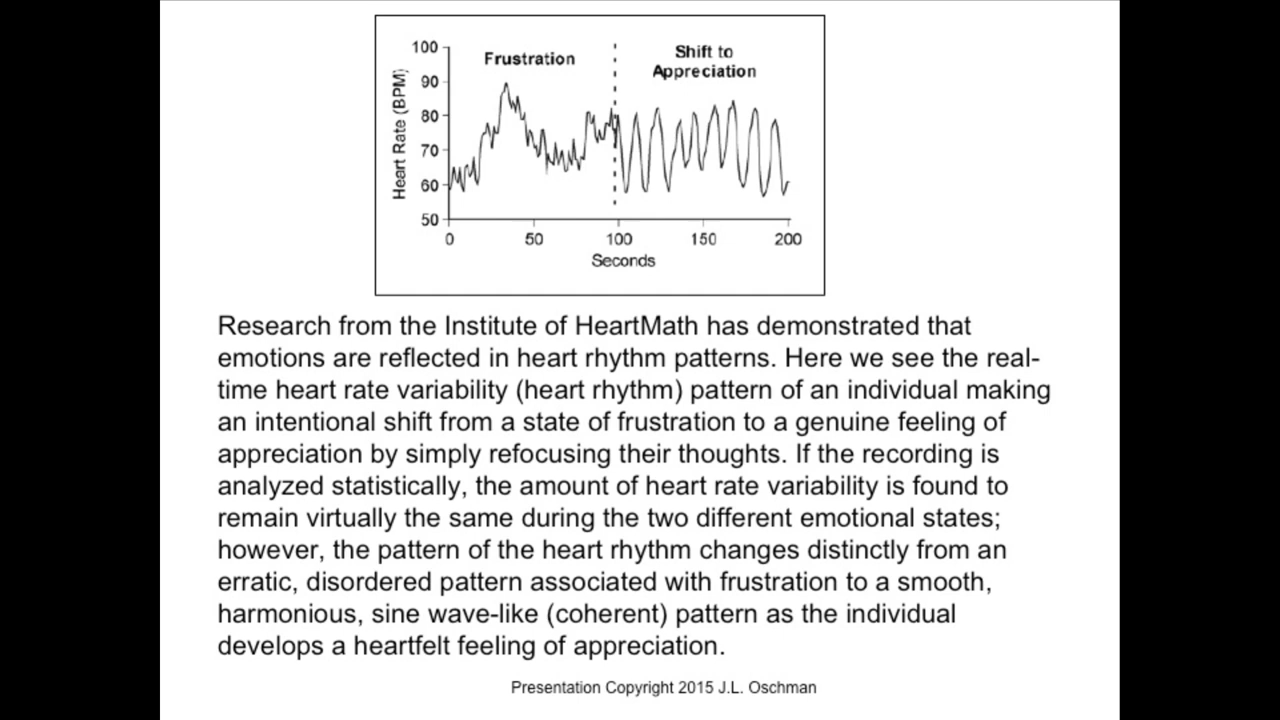 Frustration
Shift to
Appreciation
100
90
80
70
60
50
Heart Rate (BPM)
0 50 100 150 200
Seconds
Research from the Institute of HeartMath has demonstrated that
emotions are reflected in heart rhythm patterns. Here we see the real-
time heart rate variability (heart rhythm) pattern of an individual making
an intentional shift from a state of frustration to a genuine feeling of
appreciation by simply refocusing their thoughts. If the recording is
analyzed statistically, the amount of heart rate variability is found to
remain virtually the same during the two different emotional states;
however, the pattern of the heart rhythm changes distinctly from an
erratic, disordered pattern associated with frustration to a smooth,
harmonious, sine wave-like (coherent) pattern as the individual
develops a heartfelt feeling of appreciation.
Presentation Copyright 2015 J.L. Oschman